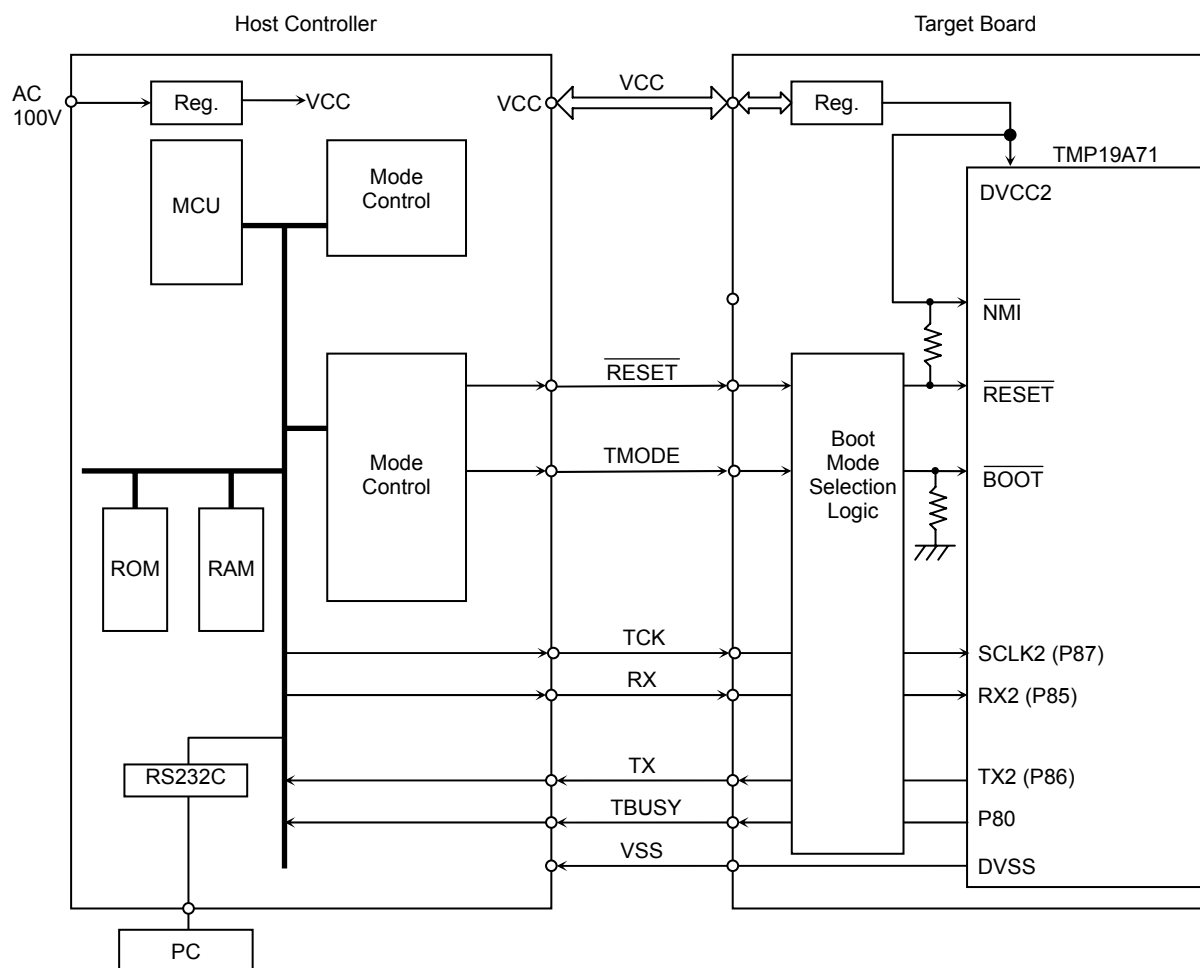 Host Controller
Target Board
AC
100V
Reg.
VCC
VCC
VCC
Reg.
TMP19A71
MCU
Mode
Control
DVCC2
NMI
RESET
RESET
Mode
Control
TMODE
Boot
Mode
Selection
Logic
BOOT
ROM
RAM
TCK
SCLK2 (P87)
RX
RX2 (P85)
RS232C
TX
TX2 (P86)
TBUSY
P80
VSS
DVSS
PC